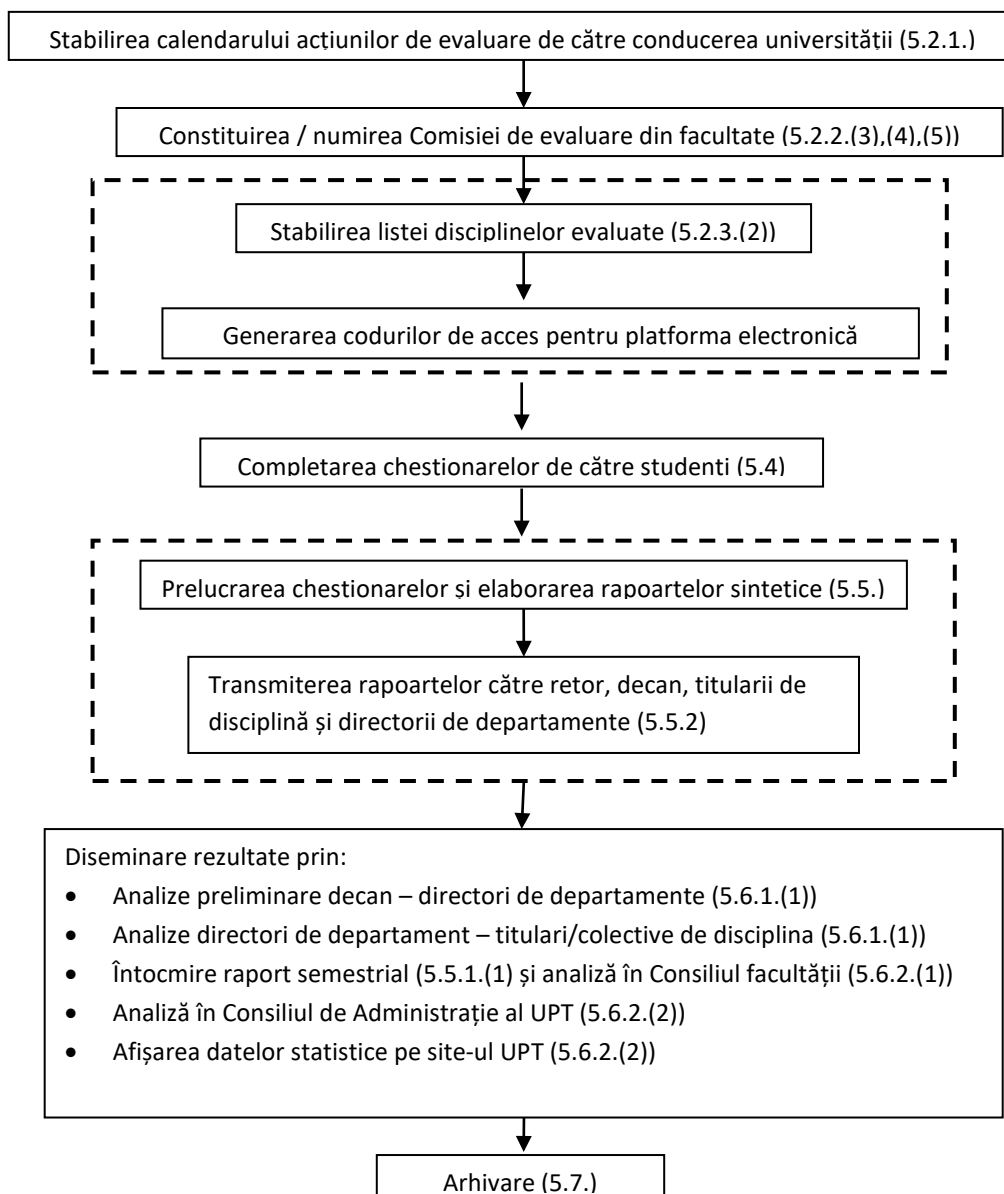 Stabilirea calendarului acțiunilor de evaluare de către conducerea universității (5.2.1.)
Constituirea / numirea Comisiei de evaluare din facultate (5.2.2.(3),(4),(5))
Stabilirea listei disciplinelor evaluate (5.2.3.(2))
Generarea codurilor de acces pentru platforma electronică
Completarea chestionarelor de către studenti (5.4)
Prelucrarea chestionarelor și elaborarea rapoartelor sintetice (5.5.)
Transmiterea rapoartelor către retor, decan, titularii de
disciplină și directorii de departamente (5.5.2)
Diseminare rezultate prin:
• Analize preliminare decan – directori de departamente (5.6.1.(1))
• Analize directori de departament – titulari/colective de disciplina (5.6.1.(1))
• Întocmire raport semestrial (5.5.1.(1) și analiză în Consiliul facultății (5.6.2.(1))
• Analiză în Consiliul de Administrație al UPT (5.6.2.(2))
• Afișarea datelor statistice pe site-ul UPT (5.6.2.(2))
Arhivare (5.7.)